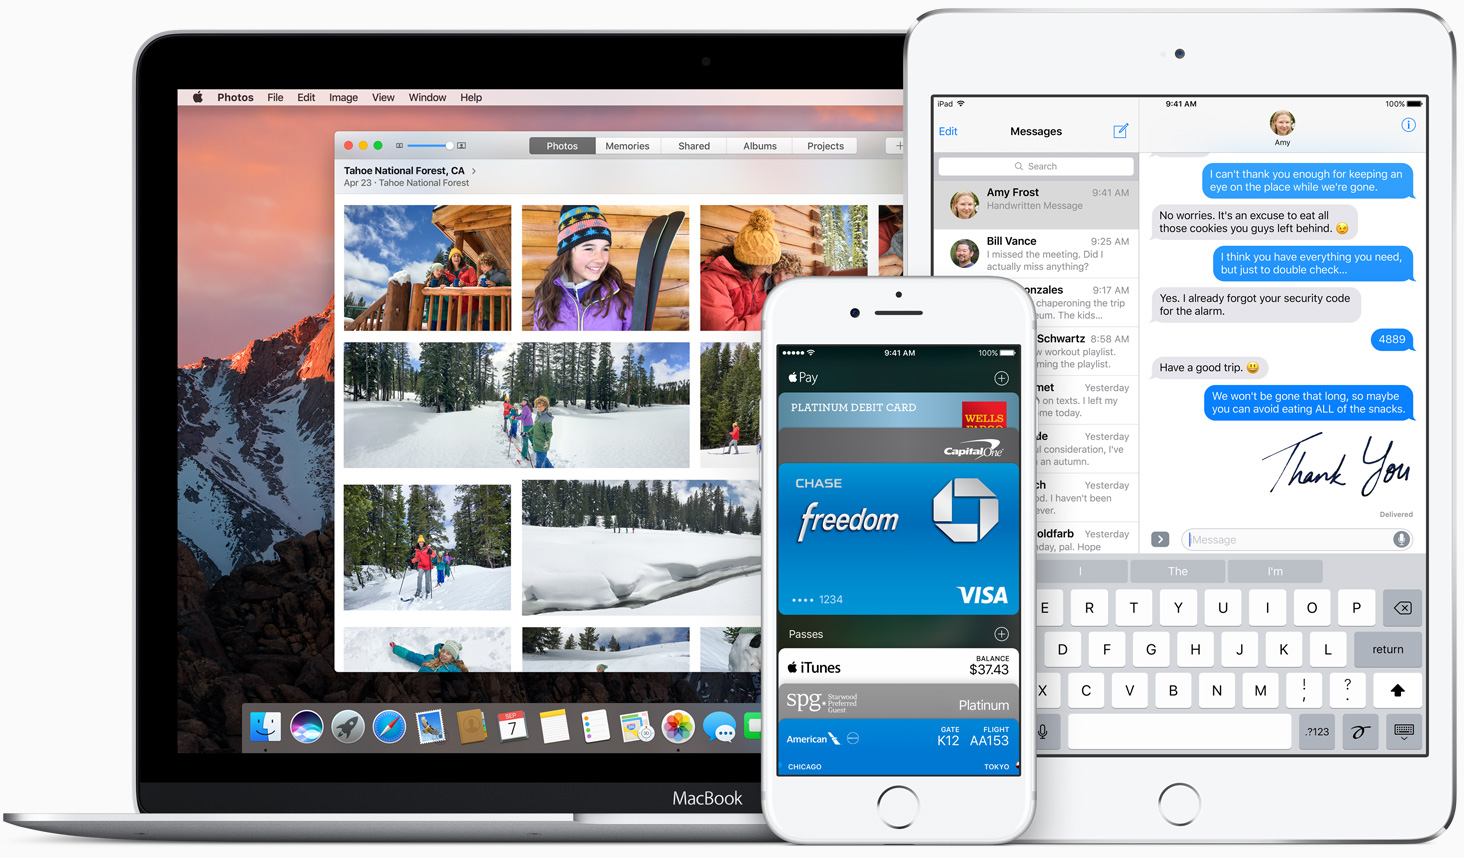 Photos File Edit Image View Window Help
Photos Memories Shared Albums Projects
Tahoe National Forest, CA
Apr 23 · Tahoe National Forest
SEP
7
MacBook
iPad 9:41 AM 100%
Edit Messages
Search
Amy Frost 9:41 AM
Handwritten Message
Bill Vance 9:25 AM
I missed the meeting. Did I
actually miss anything?
onzales 9:17 AM
chaperoning the trip
eum. The kids...
Schwartz 8:58 AM
w workout playlist.
ming the playlist.
met Yesterday
on texts. I left my
me today.
de Yesterday
ul consideration, I've
an autumn.
ch Yesterday
od. I haven't been
ever.
oldfarb Yesterday
day, pal. Hope
Amy
I can't thank you enough for keeping an
eye on the place while we're gone.
No worries. It's an excuse to eat all
those cookies you guys left behind. 😉
I think you have everything you need,
but just to double check...
Yes. I already forgot your security code
for the alarm.
4889
Have a good trip. 😀
We won't be gone that long, so maybe
you can avoid eating ALL of the snacks.
Thank You
Delivered
Message
I The I'm
E R T Y U I O P
D F G H J K L return
X C V B N M ! , ? .
.?123
9:41 AM 100%
Pay
PLATINUM DEBIT CARD
WELLS
FARGO
CapitalOne
CHASE
freedom
•••• 1234
VISA
Passes
iTunes
BALANCE
$37.43
spg. Starwood
Preferred
Guest
Platinum
American
GATE FLIGHT
K12 AA153
CHICAGO TOKYO